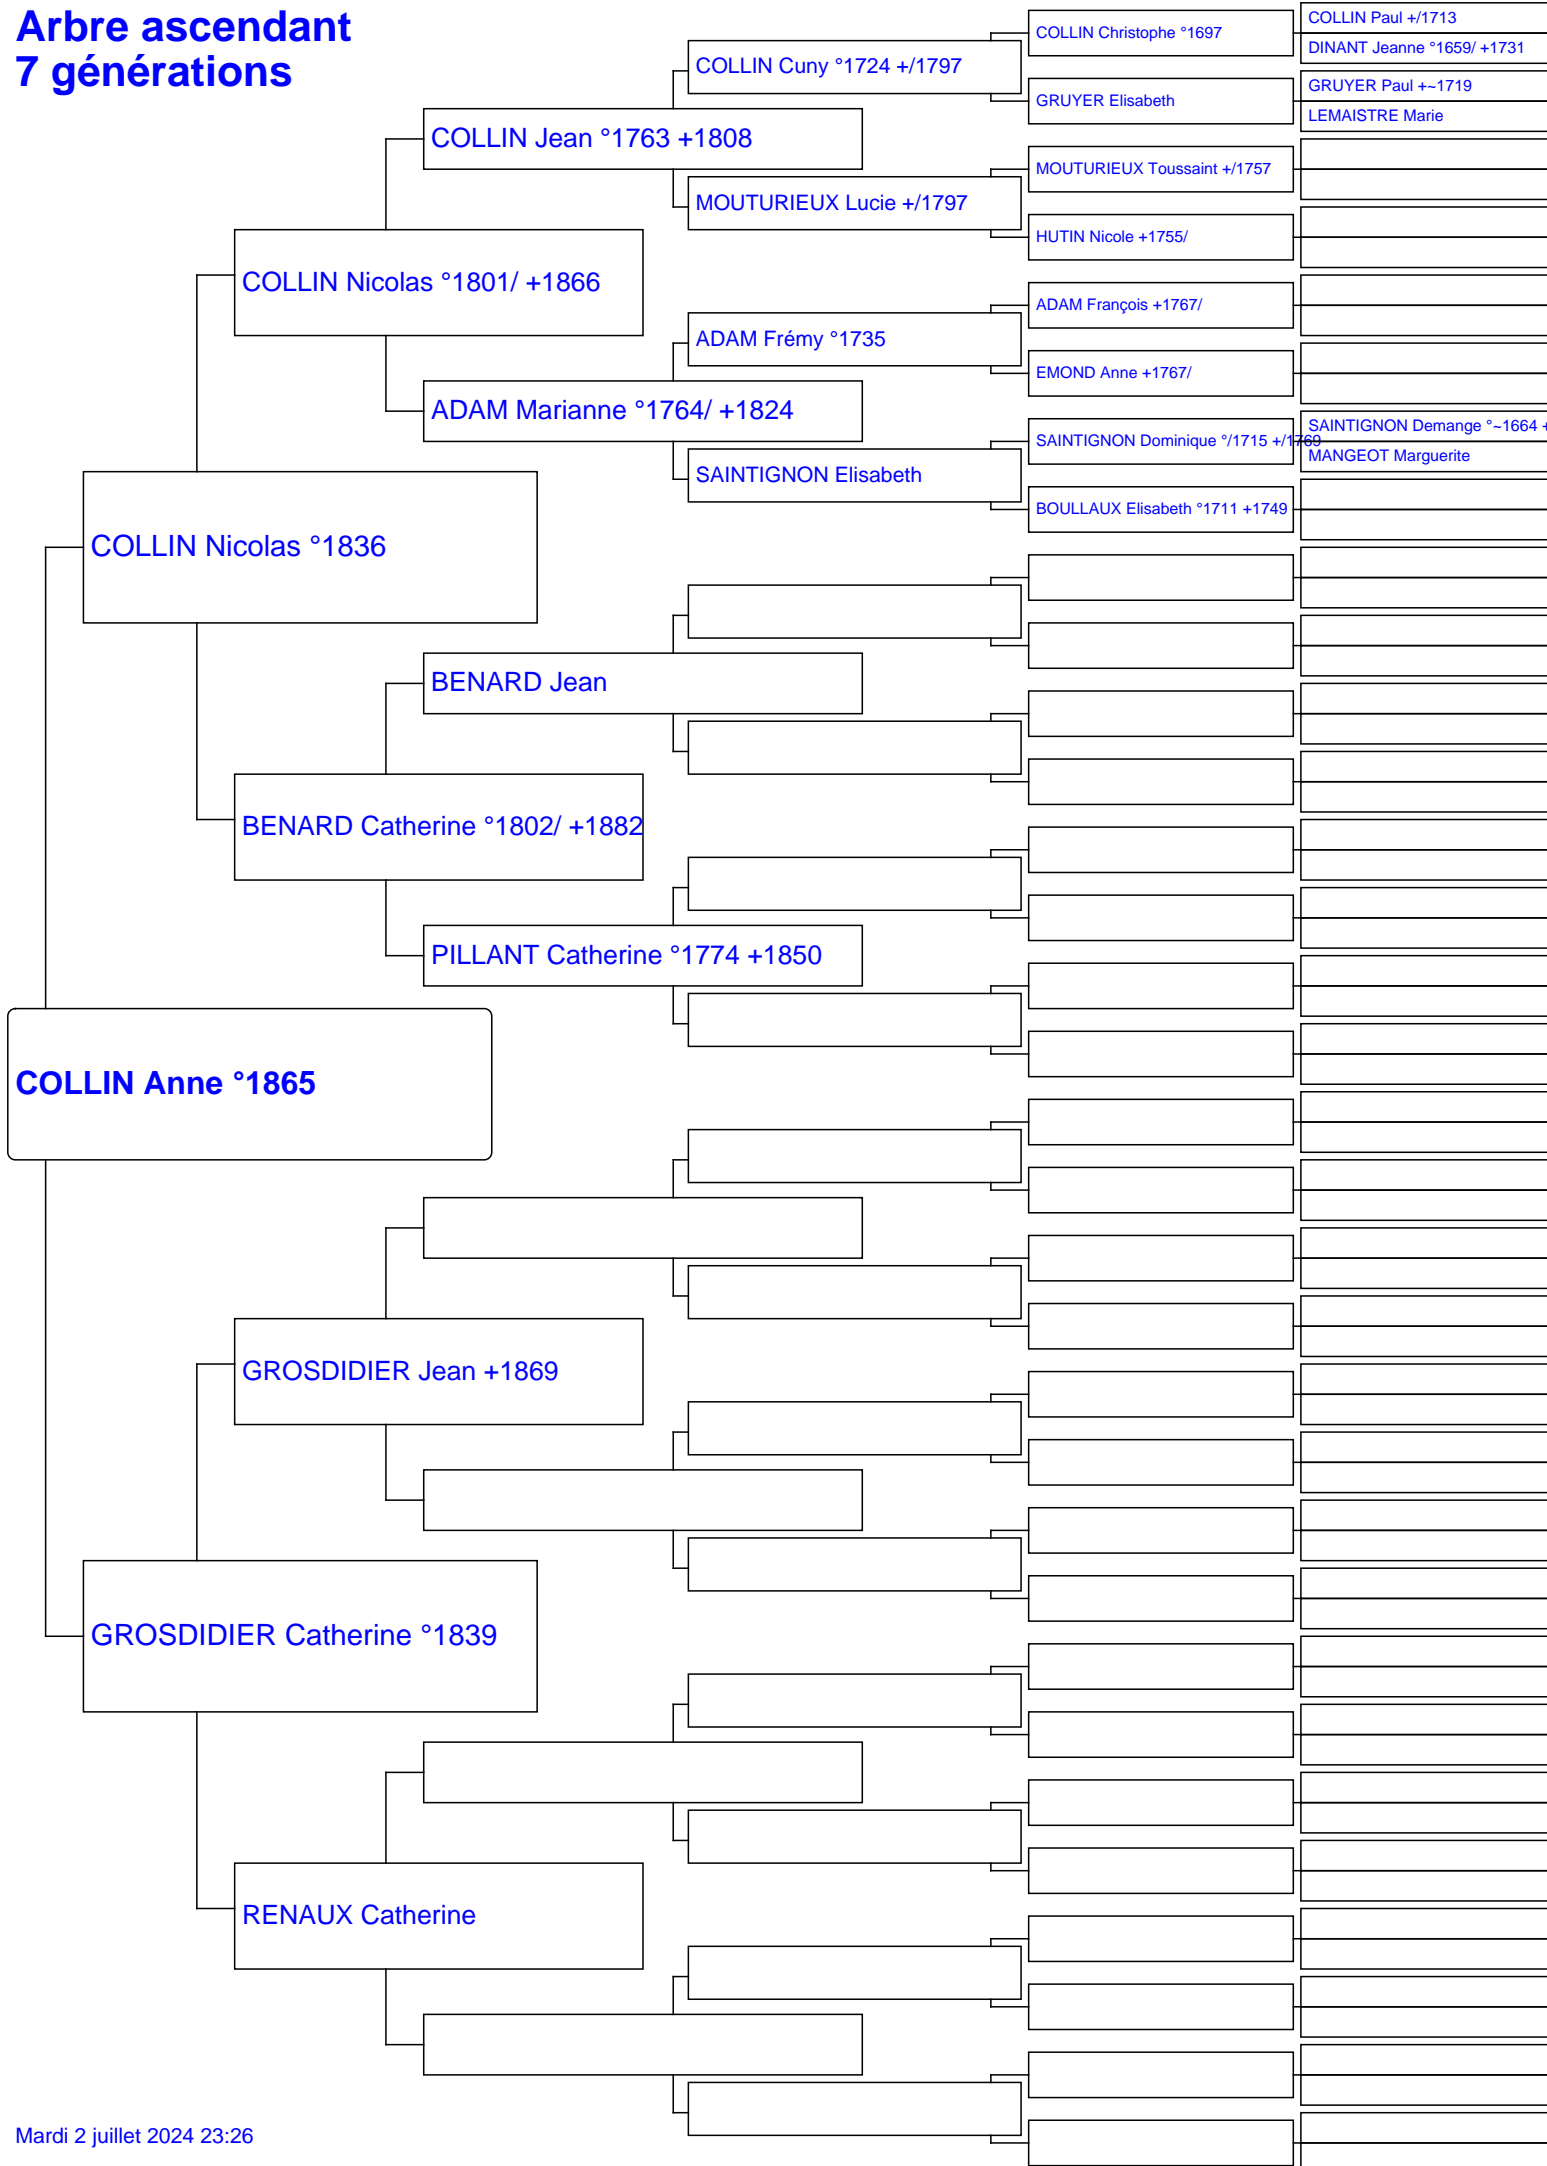 Arbre ascendant
7 générations
COLLIN Christophe °1697
COLLIN Paul +/1713
DINANT Jeanne °1659/ +1731
COLLIN Cuny °1724 +/1797
GRUYER Elisabeth
GRUYER Paul +~1719
LEMAISTRE Marie
COLLIN Jean °1763 +1808
MOUTURIEUX Toussaint +/1757
MOUTURIEUX Lucie +/1797
HUTIN Nicole +1755/
COLLIN Nicolas °1801/ +1866
ADAM François +1767/
ADAM Frémy °1735
EMOND Anne +1767/
ADAM Marianne °1764/ +1824
SAINTIGNON Dominique °/1715 +/1769
SAINTIGNON Demange °~1664 +
MANGEOT Marguerite
SAINTIGNON Elisabeth
BOULLAUX Elisabeth °1711 +1749
COLLIN Nicolas °1836
BENARD Jean
BENARD Catherine °1802/ +1882
PILLANT Catherine °1774 +1850
COLLIN Anne °1865
GROSDIDIER Jean +1869
GROSDIDIER Catherine °1839
RENAUX Catherine
Mardi 2 juillet 2024 23:26